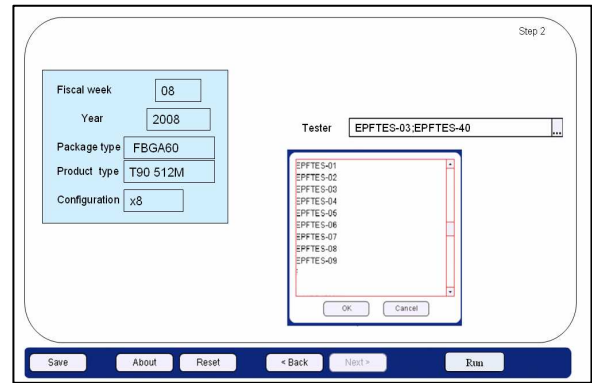 Step 2
Fiscal week 08
Year 2008
Package type FBGA60
Product type T90 512M
Configuration x8
Tester EPFTES-03;EPFTES-40 ...
EPFTES-01
EPFTES-02
EPFTES-03
EPFTES-04
EPFTES-05
EPFTES-06
EPFTES-07
EPFTES-08
EPFTES-09
:
OK Cancel
Save About Reset < Back Next > Run